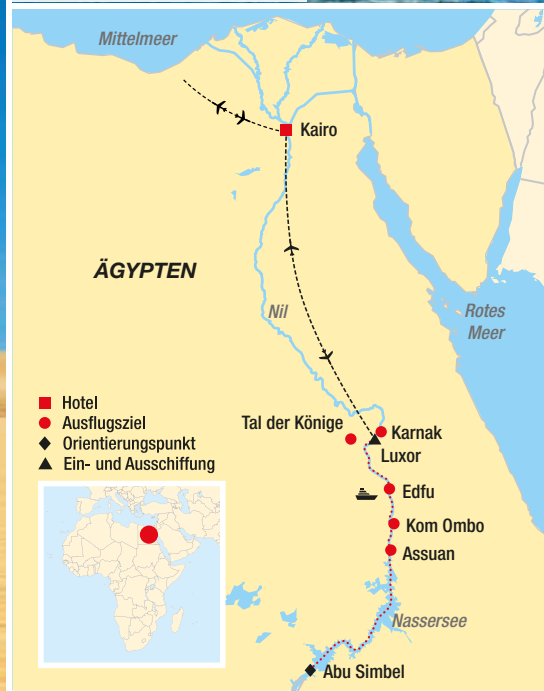 Mittelmeer
Kairo
ÄGYPTEN
Nil
Rotes
Meer
Hotel
Ausflugsziel
Orientierungspunkt
Ein- und Ausschiffung
Tal der Könige
Karnak
Luxor
Edfu
Kom Ombo
Assuan
Nassersee
Abu Simbel